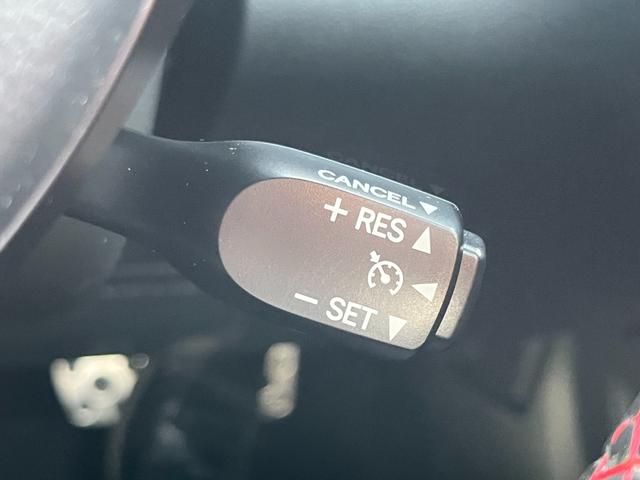 CANCEL▼
+ RES ▲
◀
− SET ▼